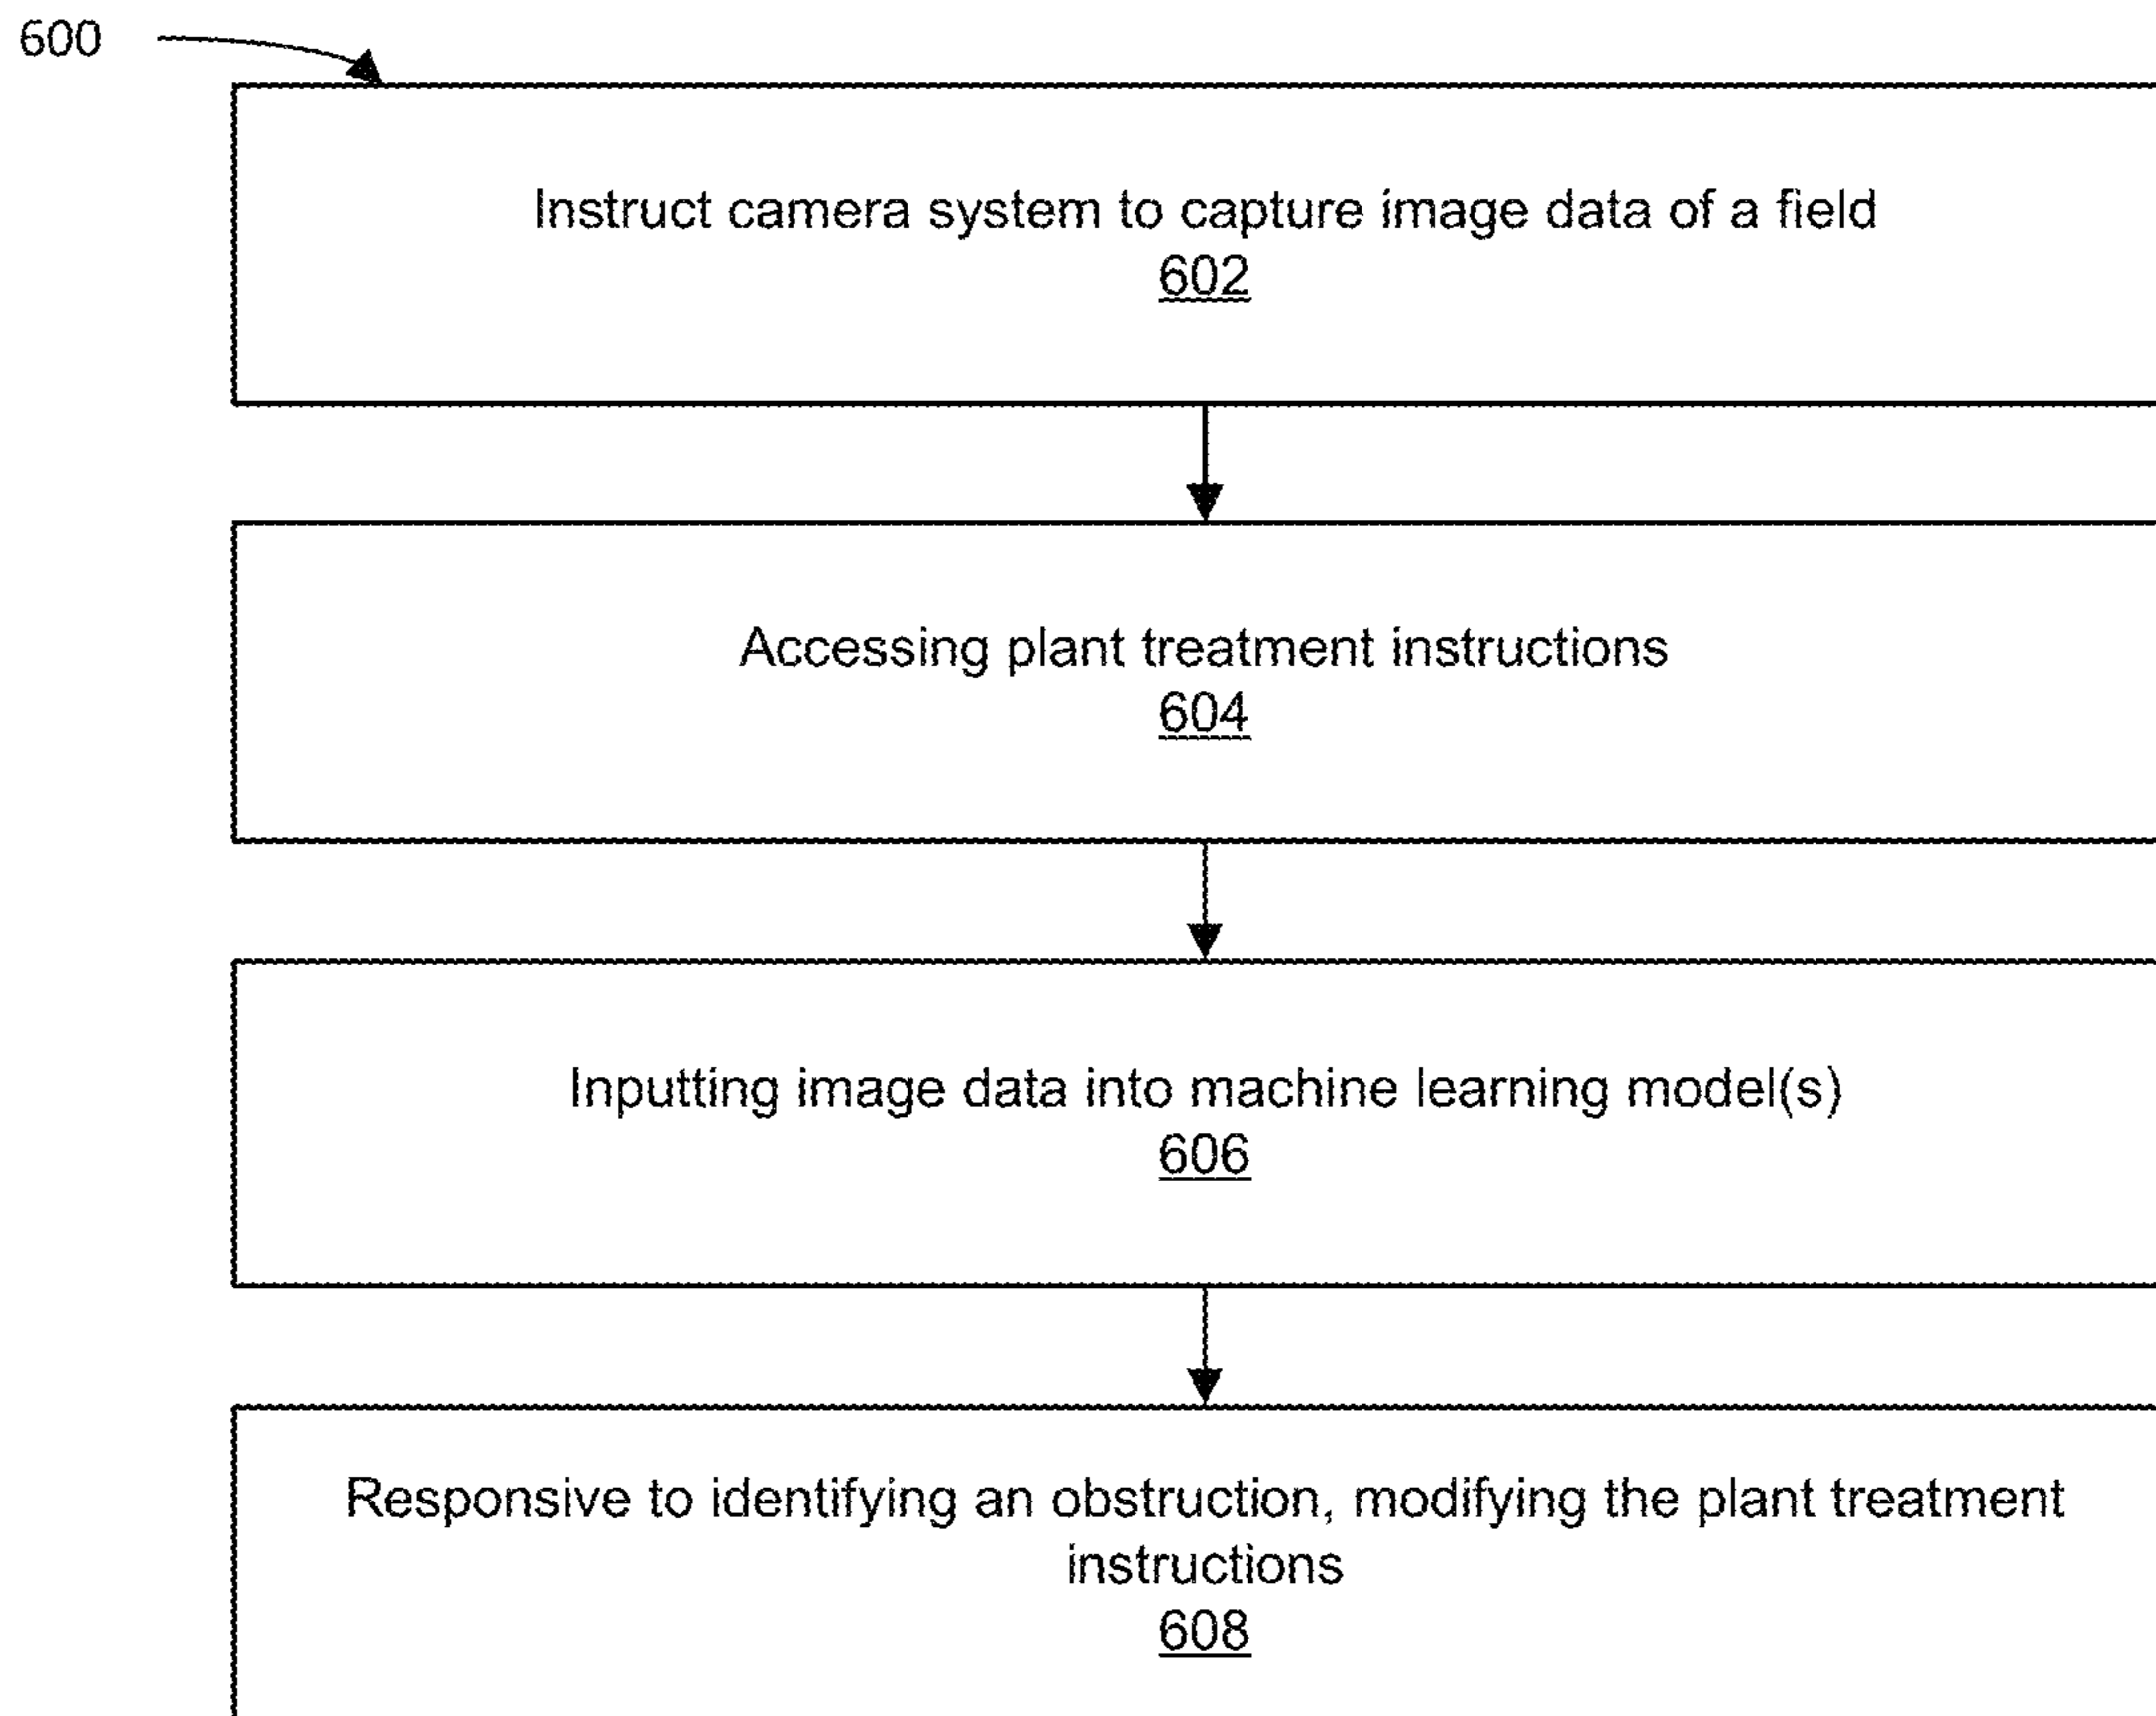 600
Instruct camera system to capture image data of a field
602
Accessing plant treatment instructions
604
Inputting image data into machine learning model(s)
606
Responsive to identifying an obstruction, modifying the plant treatment
instructions
608